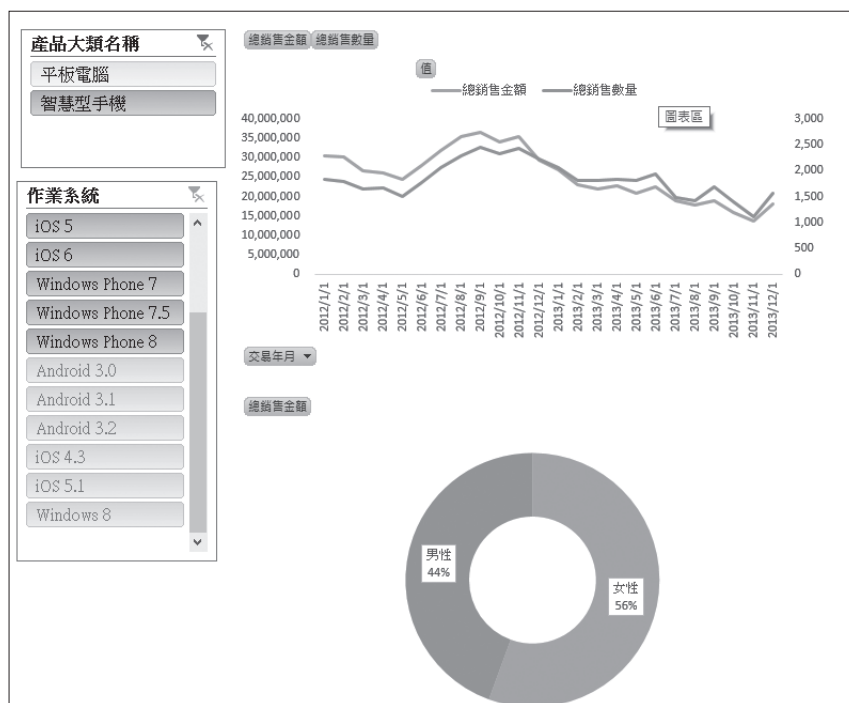 產品大類名稱
平板電腦
智慧型手機
作業系統
iOS 5
iOS 6
Windows Phone 7
Windows Phone 7.5
Windows Phone 8
Android 3.0
Android 3.1
Android 3.2
iOS 4.3
iOS 5.1
Windows 8
總銷售金額 總銷售數量
值
總銷售金額 總銷售數量
圖表區
40,000,000
35,000,000
30,000,000
25,000,000
20,000,000
15,000,000
10,000,000
5,000,000
0
3,000
2,500
2,000
1,500
1,000
500
0
2012/1/1
2012/2/1
2012/3/1
2012/4/1
2012/5/1
2012/6/1
2012/7/1
2012/8/1
2012/9/1
2012/10/1
2012/11/1
2012/12/1
2013/1/1
2013/2/1
2013/3/1
2013/4/1
2013/5/1
2013/6/1
2013/7/1
2013/8/1
2013/9/1
2013/10/1
2013/11/1
2013/12/1
交易年月
總銷售金額
男性
44%
女性
56%